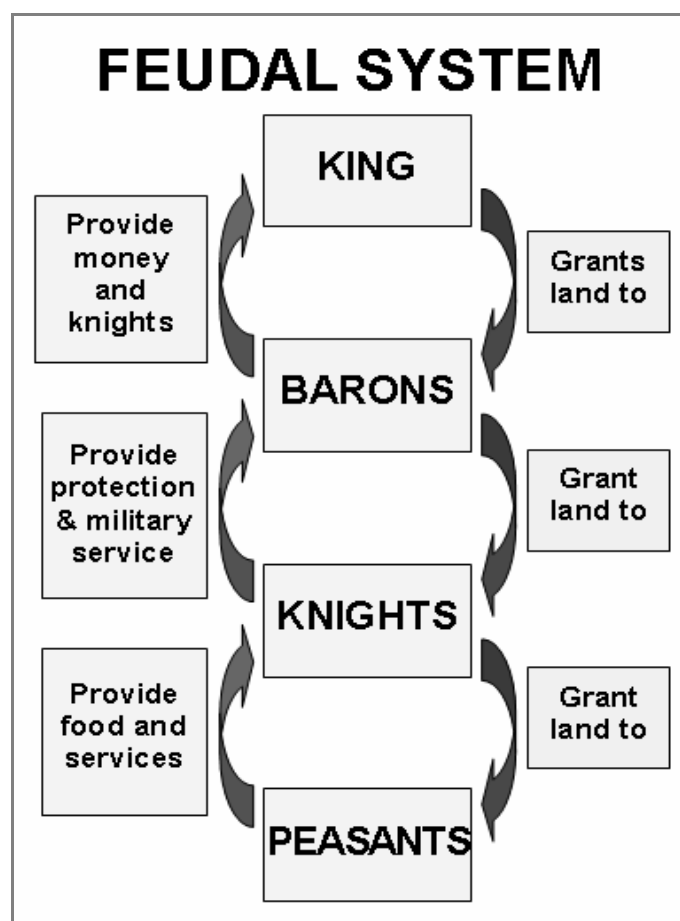 FEUDAL SYSTEM
KING
Provide
money
and
knights
Grants
land to
BARONS
Provide
protection
& military
service
Grant
land to
KNIGHTS
Provide
food and
services
Grant
land to
PEASANTS